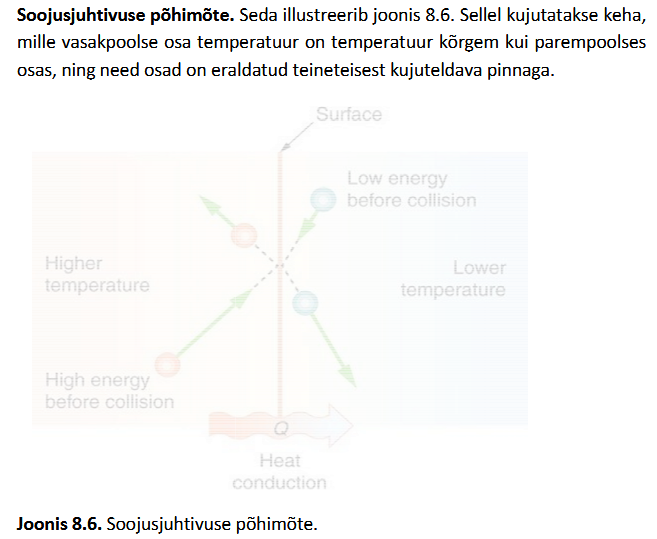 Soojusjuhtivuse põhimõte. Seda illustreerib joonis 8.6. Sellel kujutatakse keha,
mille vasakpoolse osa temperatuur on temperatuur kõrgem kui parempoolses
osas, ning need osad on eraldatud teineteisest kujuteldava pinnaga.
Surface
Low energy
before collision
Higher
temperature
Lower
temperature
High energy
before collision
Q
Heat
conduction
Joonis 8.6. Soojusjuhtivuse põhimõte.